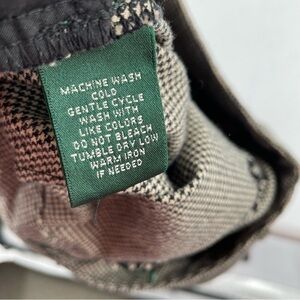 MACHINE WASH
COLD
GENTLE CYCLE
WASH WITH
LIKE COLORS
DO NOT BLEACH
TUMBLE DRY LOW
WARM IRON
IF NEEDED